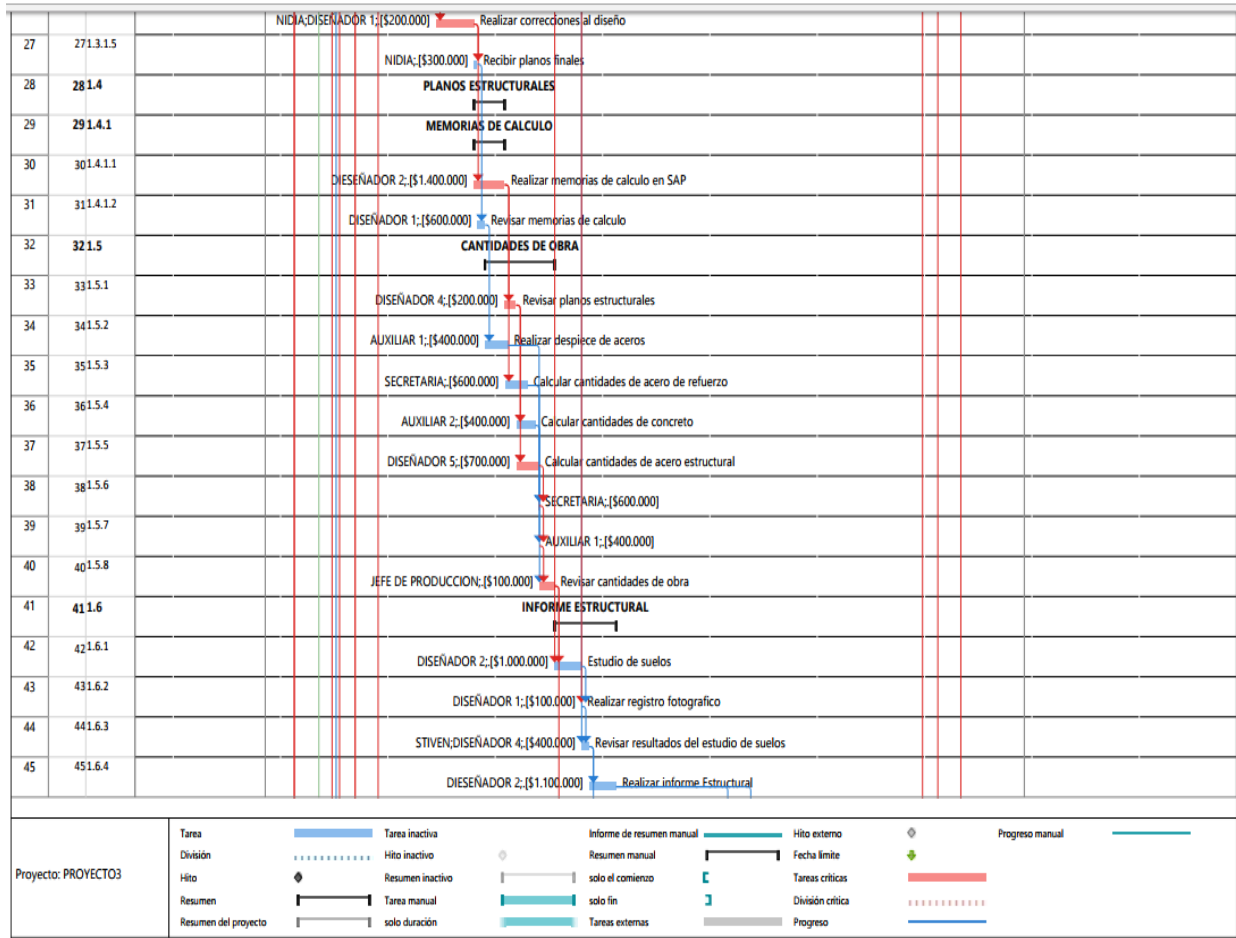 NIDIA;DISEÑADOR 1;.[$200.000] Realizar correcciones al diseño
27 27 1.3.1.5
NIDIA;.[$300.000] Recibir planos finales
28 28 1.4 PLANOS ESTRUCTURALES
29 29 1.4.1 MEMORIAS DE CALCULO
30 30 1.4.1.1
DIESEÑADOR 2;.[$1.400.000] Realizar memorias de calculo en SAP
31 31 1.4.1.2
DISEÑADOR 1;.[$600.000] Revisar memorias de calculo
32 32 1.5 CANTIDADES DE OBRA
33 33 1.5.1
DISEÑADOR 4;.[$200.000] Revisar planos estructurales
34 34 1.5.2
AUXILIAR 1;.[$400.000] Realizar despiece de aceros
35 35 1.5.3
SECRETARIA;.[$600.000] Calcular cantidades de acero de refuerzo
36 36 1.5.4
AUXILIAR 2;.[$400.000] Calcular cantidades de concreto
37 37 1.5.5
DISEÑADOR 5;.[$700.000] Calcular cantidades de acero estructural
38 38 1.5.6
SECRETARIA;.[$600.000]
39 39 1.5.7
AUXILIAR 1;.[$400.000]
40 40 1.5.8
JEFE DE PRODUCCION;.[$100.000] Revisar cantidades de obra
41 41 1.6 INFORME ESTRUCTURAL
42 42 1.6.1
DISEÑADOR 2;.[$1.000.000] Estudio de suelos
43 43 1.6.2
DISEÑADOR 1;.[$100.000] Realizar registro fotografico
44 44 1.6.3
STIVEN;DISEÑADOR 4;.[$400.000] Revisar resultados del estudio de suelos
45 45 1.6.4
DIESEÑADOR 2;.[$1.100.000] Realizar informe Estructural
Proyecto: PROYECTO3
Tarea Tarea inactiva Informe de resumen manual Hito externo Progreso manual
División Hito inactivo Resumen manual Fecha límite
Hito Resumen inactivo solo el comienzo Tareas críticas
Resumen Tarea manual solo fin División crítica
Resumen del proyecto solo duración Tareas externas Progreso